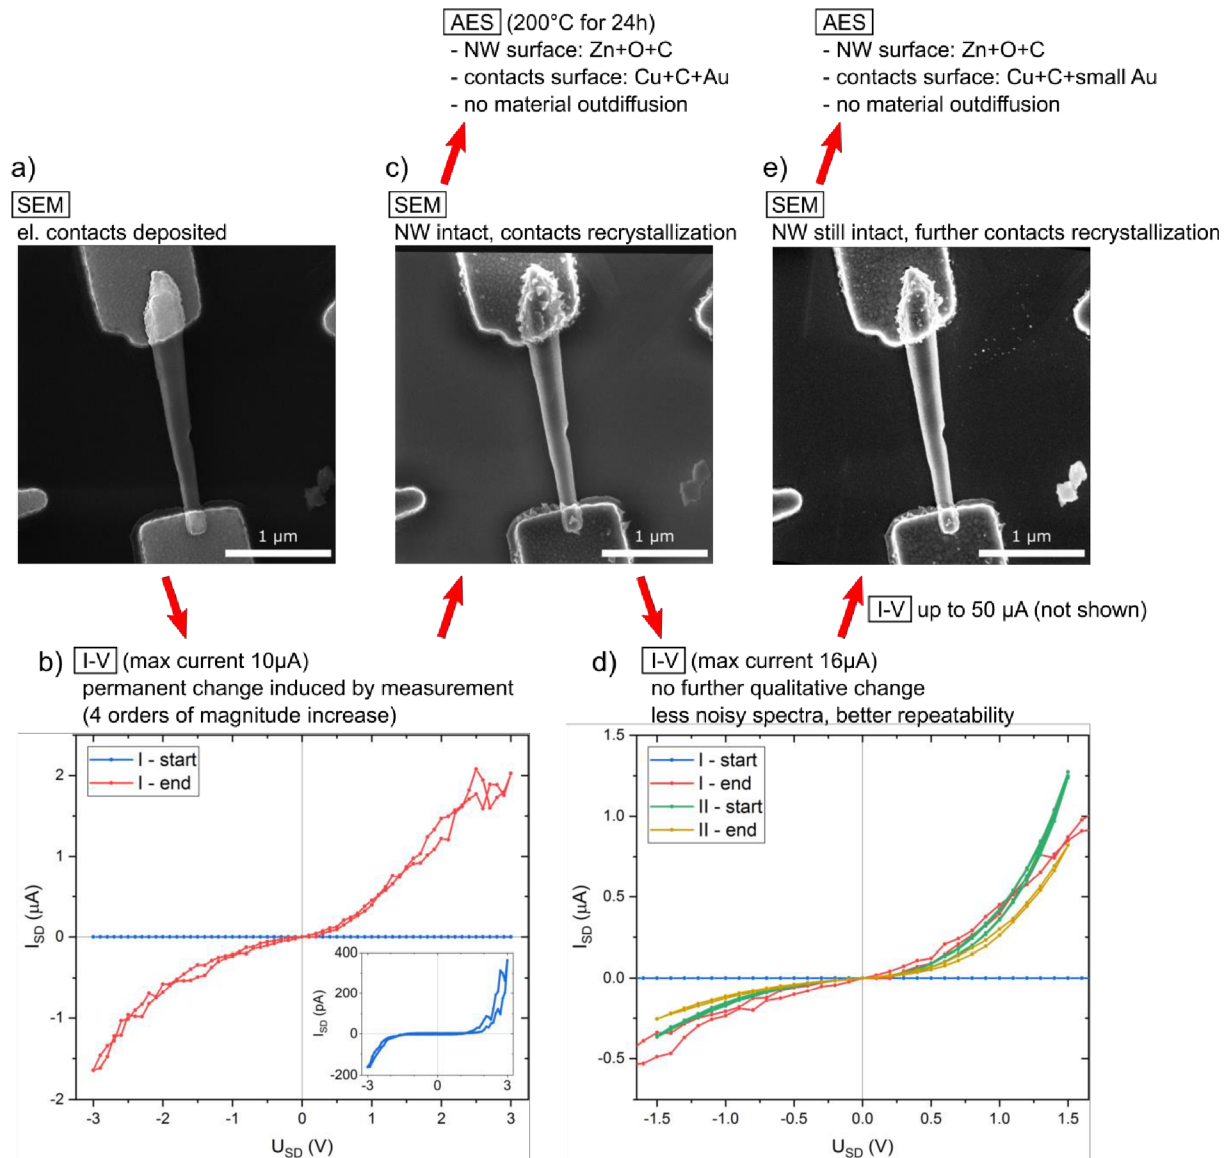 AES (200°C for 24h)
- NW surface: Zn+O+C
- contacts surface: Cu+C+Au
- no material outdiffusion
AES
- NW surface: Zn+O+C
- contacts surface: Cu+C+small Au
- no material outdiffusion
a)
SEM
el. contacts deposited
1 µm
c)
SEM
NW intact, contacts recrystallization
1 µm
e)
SEM
NW still intact, further contacts recrystallization
1 µm
I-V up to 50 µA (not shown)
b) I-V (max current 10µA)
permanent change induced by measurement
(4 orders of magnitude increase)
I - start
I - end
2
1
0
-1
-2
I_SD (µA)
-3 -2 -1 0 1 2 3
U_SD (V)
400
200
0
-200
I_SD (pA)
-3 0 3
d) I-V (max current 16µA)
no further qualitative change
less noisy spectra, better repeatability
I - start
I - end
II - start
II - end
1.5
1.0
0.5
0.0
-0.5
I_SD (µA)
-1.5 -1.0 -0.5 0.0 0.5 1.0 1.5
U_SD (V)